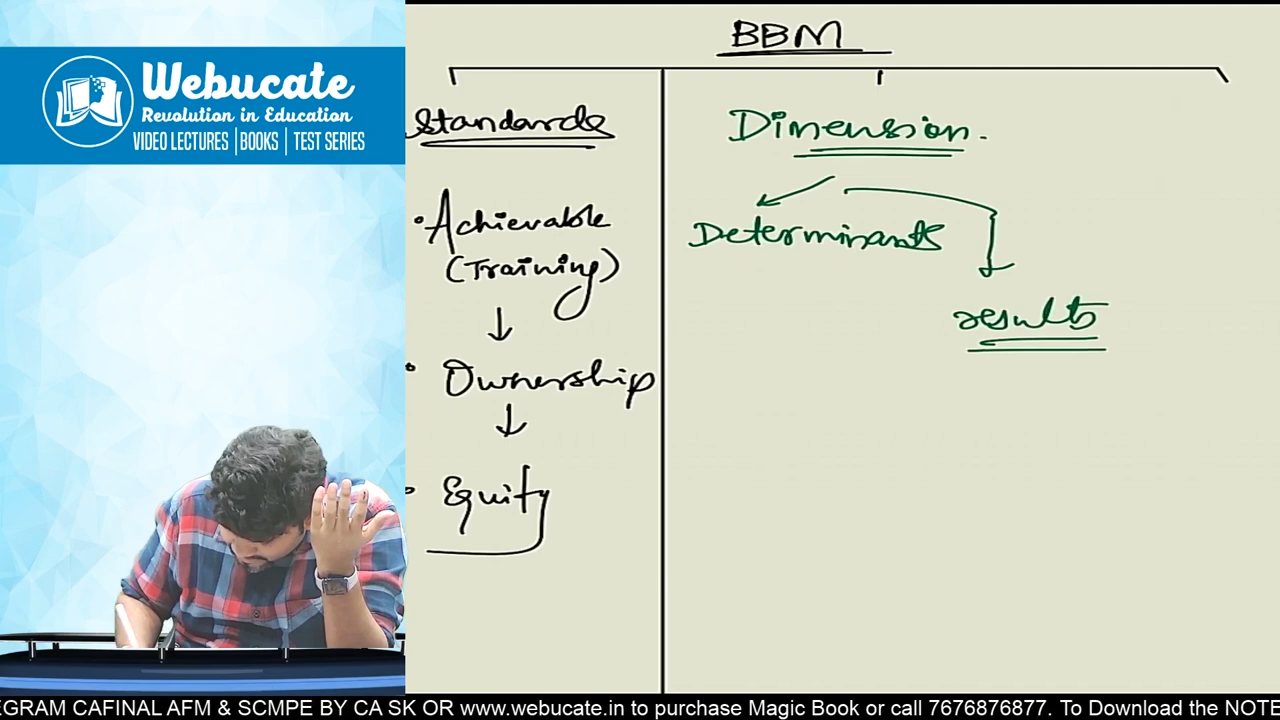 Webucate
Revolution in Education
VIDEO LECTURES | BOOKS | TEST SERIES
BBM
Standards
• Achievable
(Training)
↓
• Ownership
↓
• Equity
Dimension.
Determinants
results
EGRAM CAFINAL AFM & SCMPE BY CA SK OR www.webucate.in to purchase Magic Book or call 7676876877. To Download the NOTE